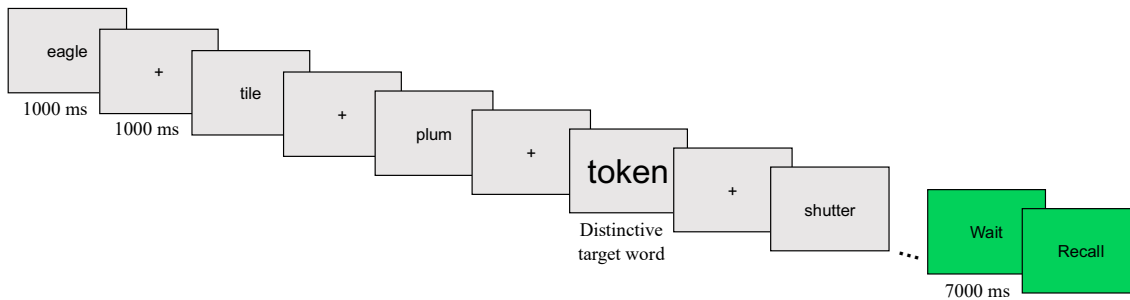 eagle
1000 ms
+
1000 ms
tile
+
plum
+
token
Distinctive
target word
+
shutter
...
Wait
7000 ms
Recall